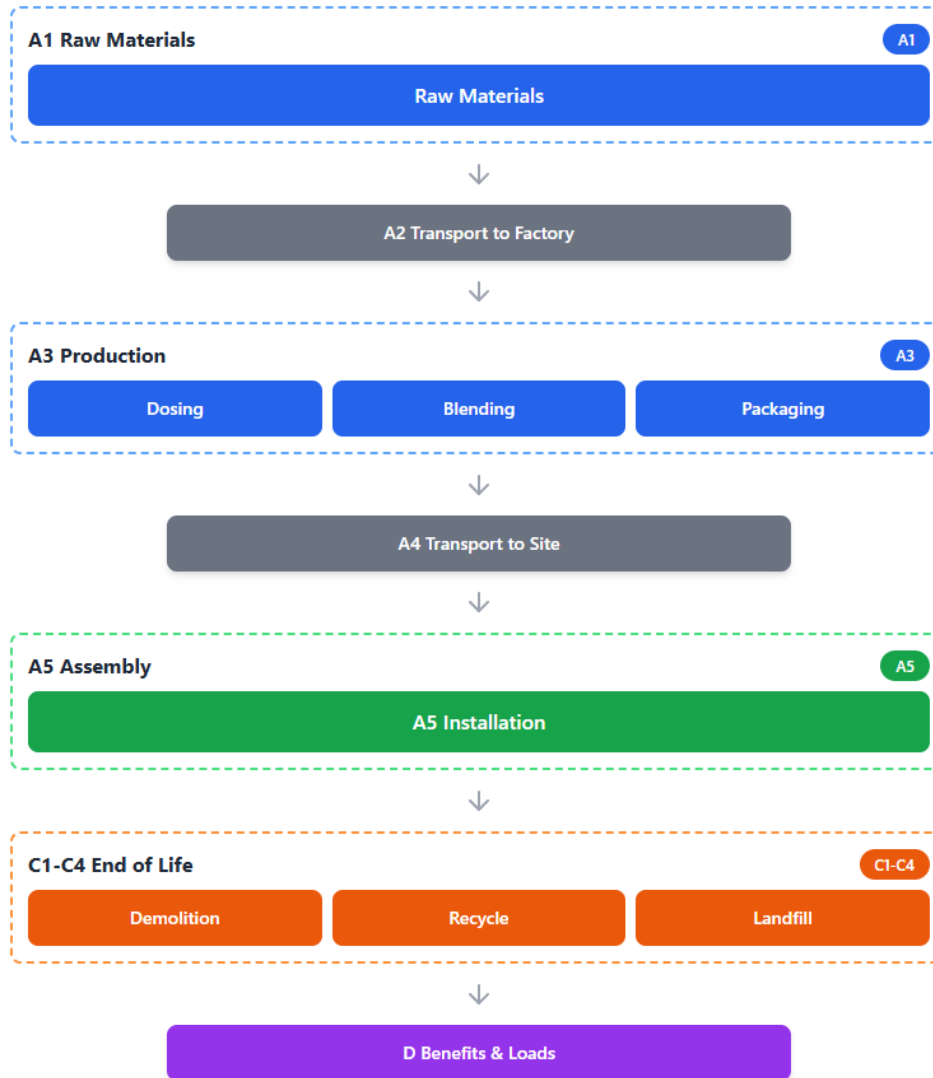 A1 Raw Materials
A1
Raw Materials
A2 Transport to Factory
A3 Production
A3
Dosing
Blending
Packaging
A4 Transport to Site
A5 Assembly
A5
A5 Installation
C1-C4 End of Life
C1-C4
Demolition
Recycle
Landfill
D Benefits & Loads